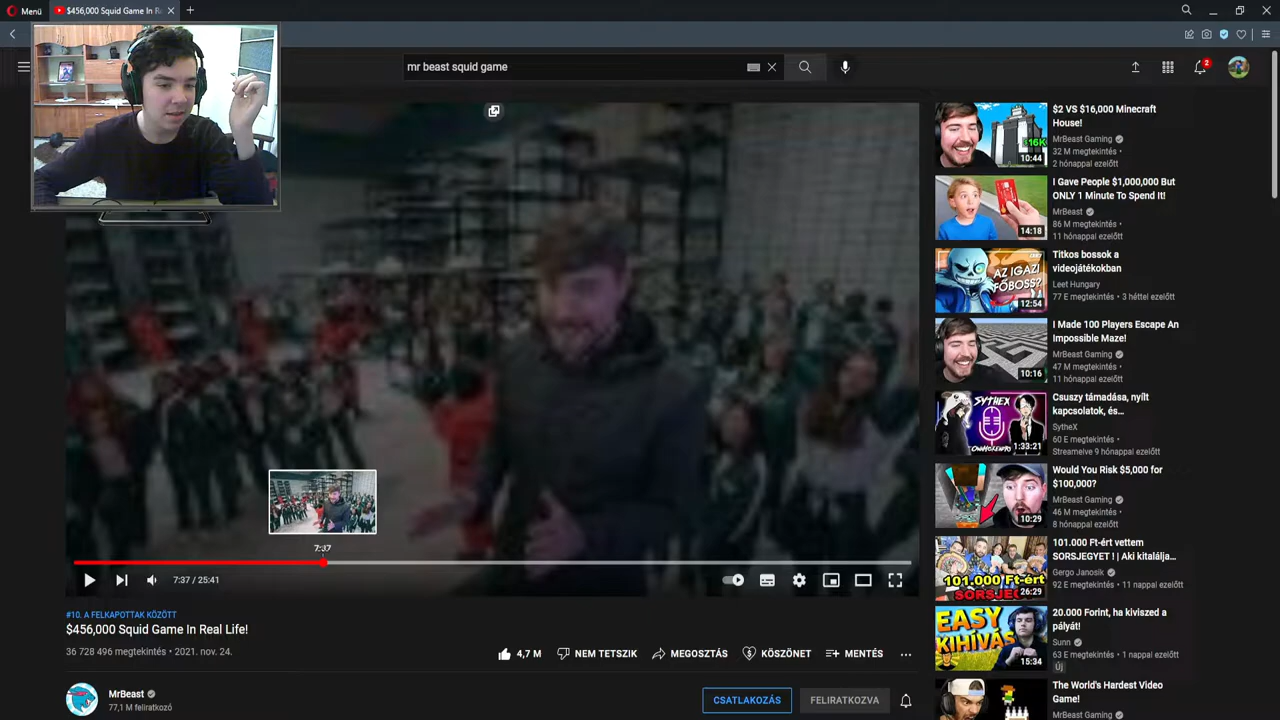 Menü
$456,000 Squid Game In R
mr beast squid game
2
7:37
7:37 / 25:41
#10. A FELKAPOTTAK KÖZÖTT
$456,000 Squid Game In Real Life!
36 728 496 megtekintés • 2021. nov. 24.
4,7 M
NEM TETSZIK
MEGOSZTÁS
KÖSZÖNET
MENTÉS
MrBeast
77,1 M feliratkozó
CSATLAKOZÁS
FELIRATKOZVA
$16K
10:44
$2 VS $16,000 Minecraft
House!
MrBeast Gaming
32 M megtekintés •
2 hónappal ezelőtt
14:18
I Gave People $1,000,000 But
ONLY 1 Minute To Spend It!
MrBeast
86 M megtekintés •
11 hónappal ezelőtt
AZ IGAZI
FŐBOSS?
12:54
Titkos bossok a
videojátékokban
Leet Hungary
77 E megtekintés • 3 héttel ezelőtt
10:16
I Made 100 Players Escape An
Impossible Maze!
MrBeast Gaming
47 M megtekintés •
11 hónappal ezelőtt
SYTHEX
1:33:21
Csuszy támadása, nyílt
kapcsolatok, és...
SytheX
60 E megtekintés •
Streamelve 9 hónappal ezelőtt
10:29
Would You Risk $5,000 for
$100,000?
MrBeast Gaming
46 M megtekintés •
8 hónappal ezelőtt
101.000 Ft-ért
SORSJE
26:29
101.000 Ft-ért vettem
SORSJEGYET ! | Aki kitalálja...
Gergo Janosik
92 E megtekintés • 11 nappal ezelőtt
EASY
KIHÍVÁS
15:34
20.000 Forint, ha kiviszed a
pályát!
Sunn
63 E megtekintés • 1 nappal ezelőtt
Új
The World's Hardest Video
Game!
MrBeast Gaming